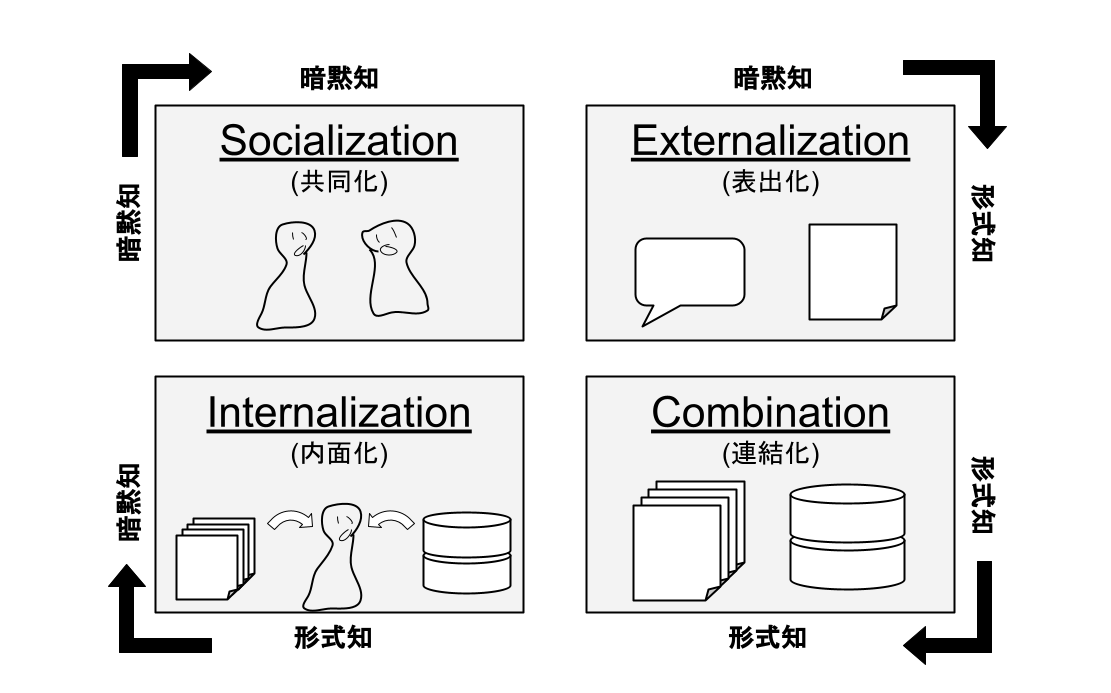 暗黙知
暗黙知
Socialization
(共同化)
暗黙知
Externalization
(表出化)
形式知
暗黙知
Internalization
(内面化)
形式知
Combination
(連結化)
形式知
形式知